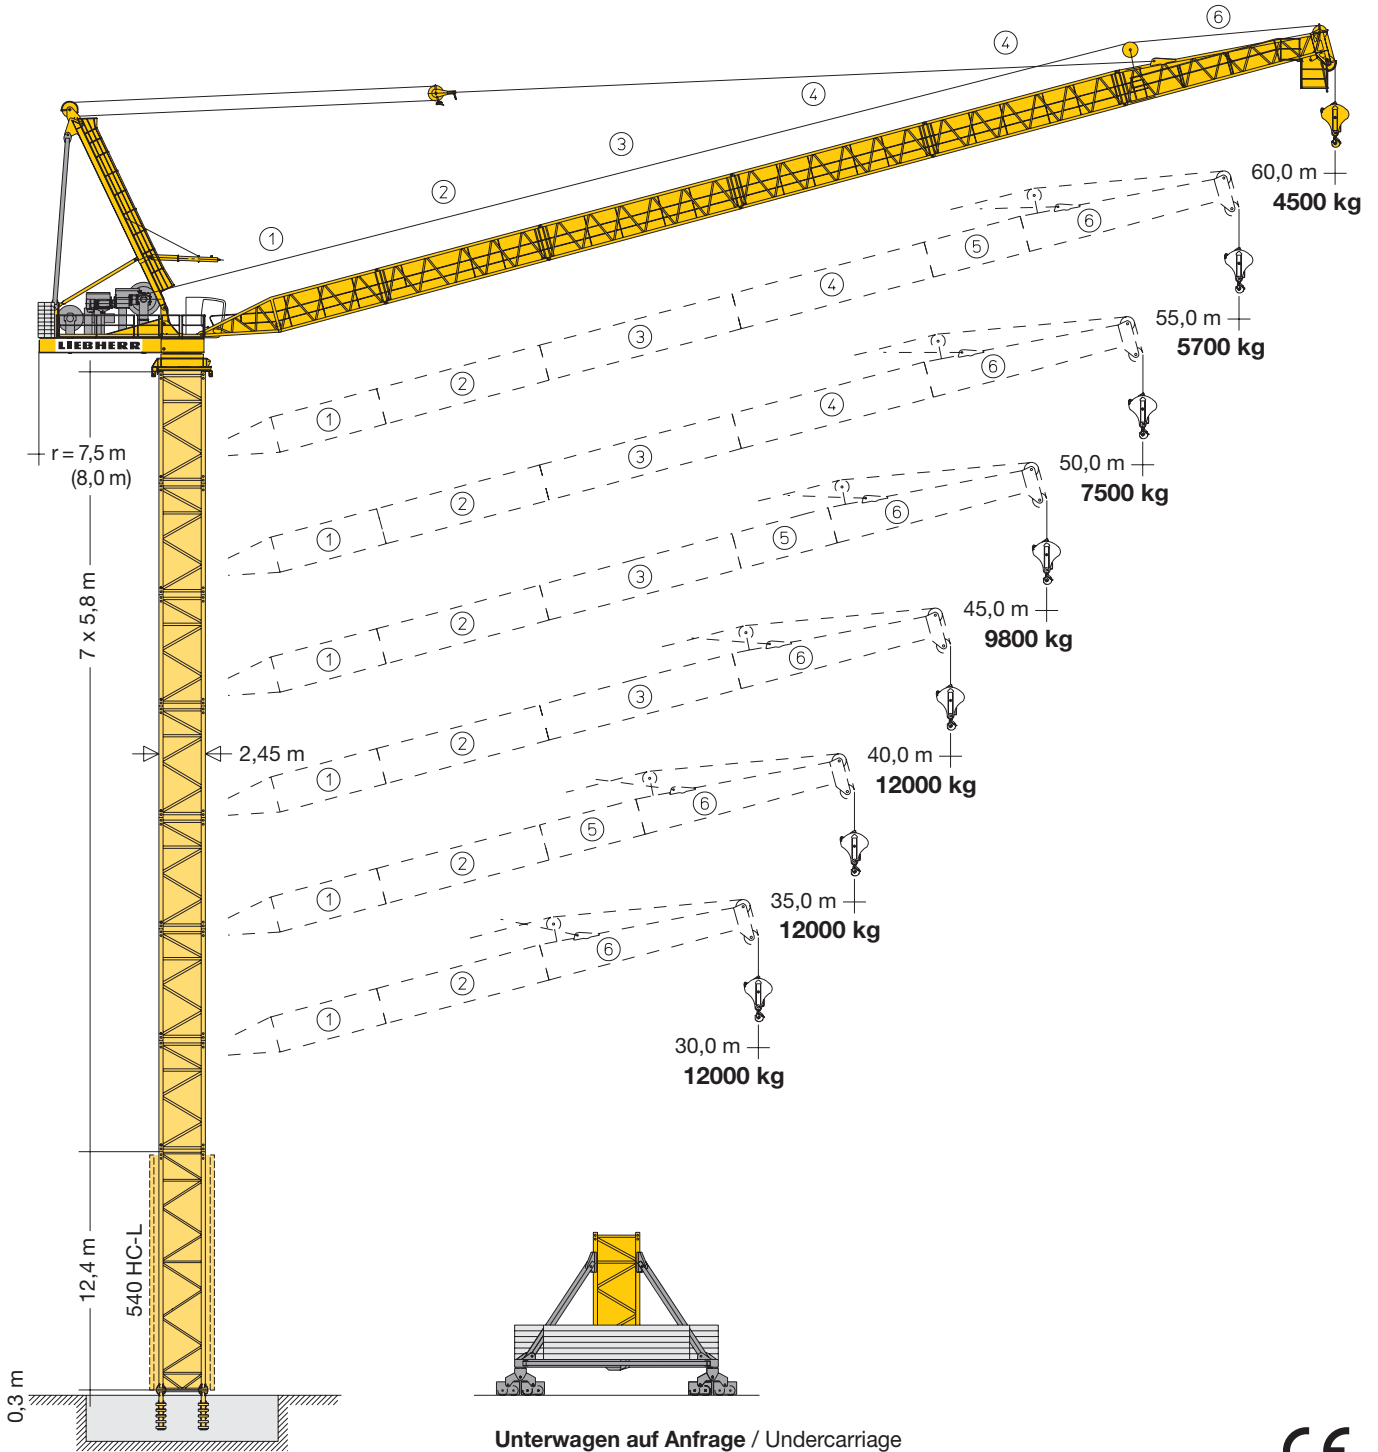 ⑥
④
④
③
②
①
60,0 m
4500 kg
⑥
⑤
④
③
②
①
55,0 m
5700 kg
LIEBHERR
⑥
④
③
②
①
50,0 m
7500 kg
r = 7,5 m
(8,0 m)
⑥
⑤
③
②
①
45,0 m
9800 kg
7 x 5,8 m
⑥
③
②
①
40,0 m
12000 kg
2,45 m
⑥
⑤
②
①
35,0 m
12000 kg
⑥
②
①
30,0 m
12000 kg
12,4 m
540 HC-L
0,3 m
Unterwagen auf Anfrage / Undercarriage
CE